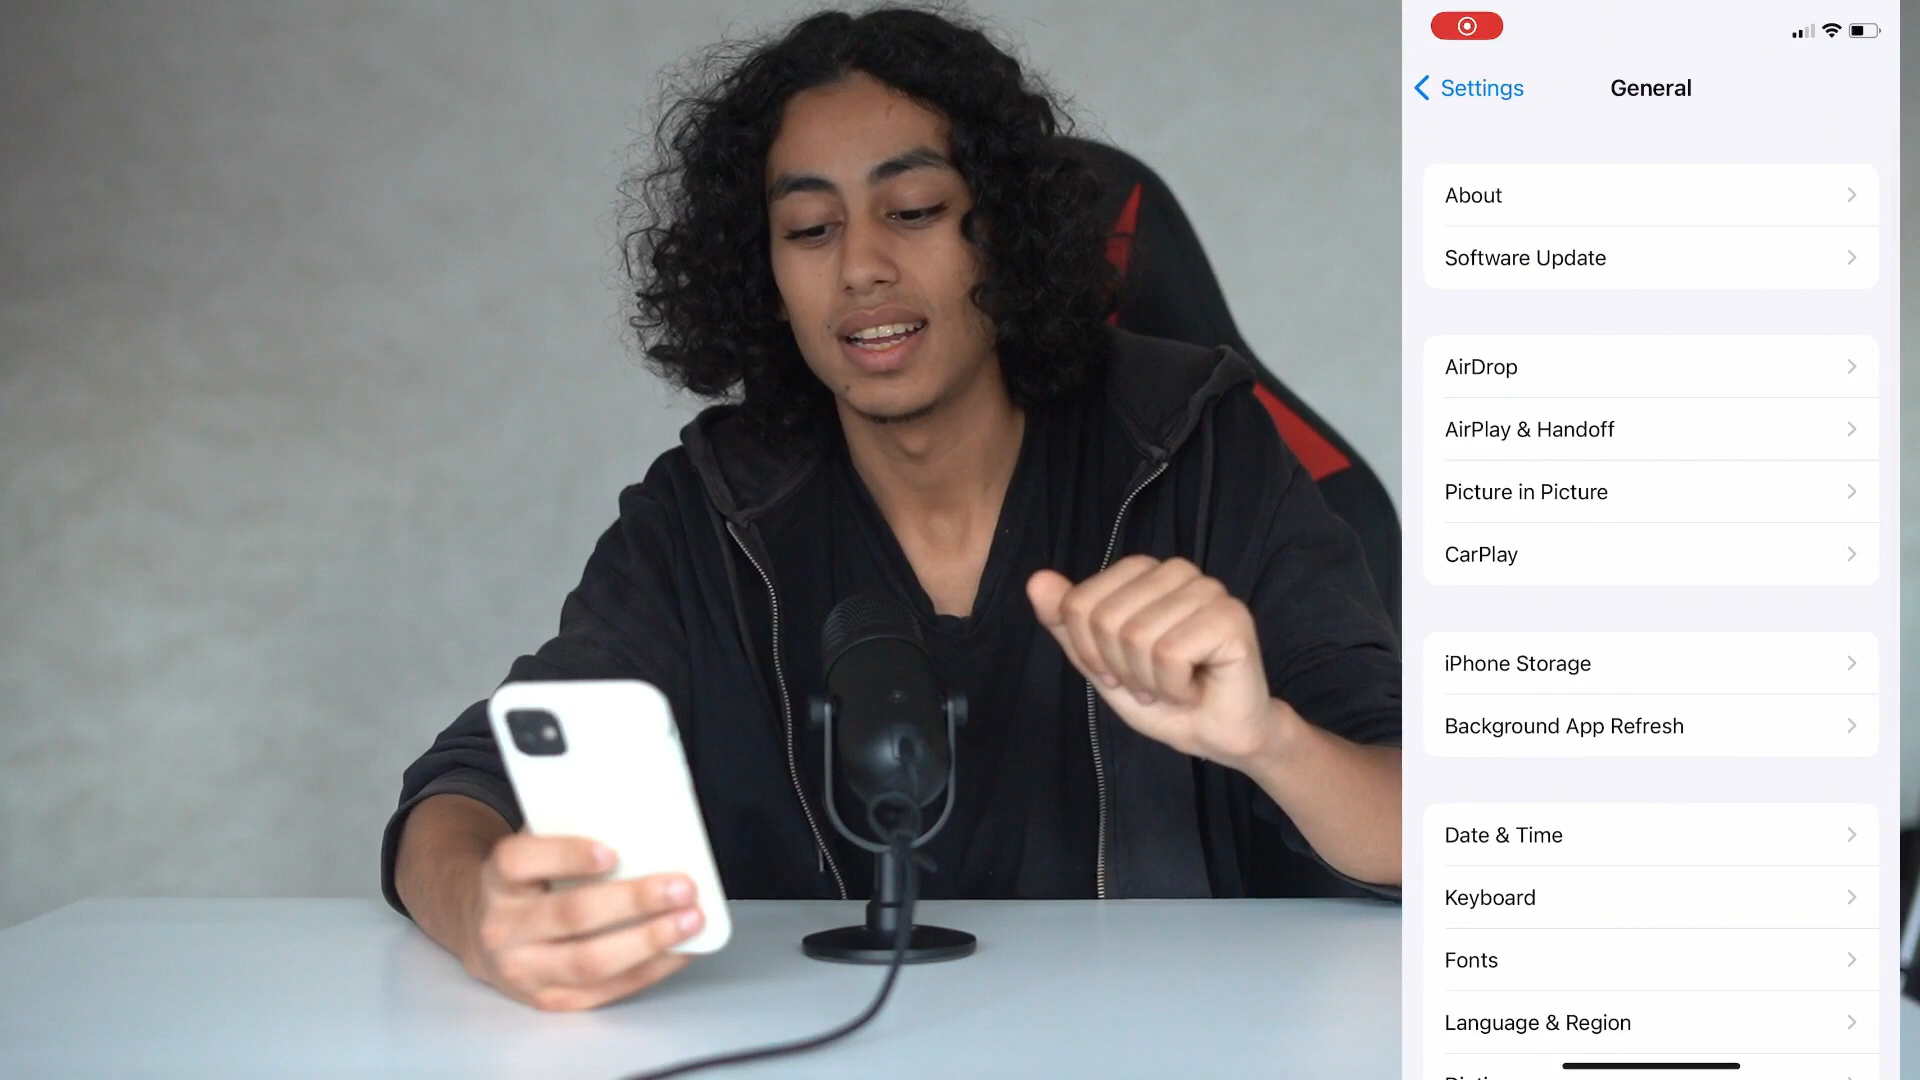 Settings
General
About
Software Update
AirDrop
AirPlay & Handoff
Picture in Picture
CarPlay
iPhone Storage
Background App Refresh
Date & Time
Keyboard
Fonts
Language & Region